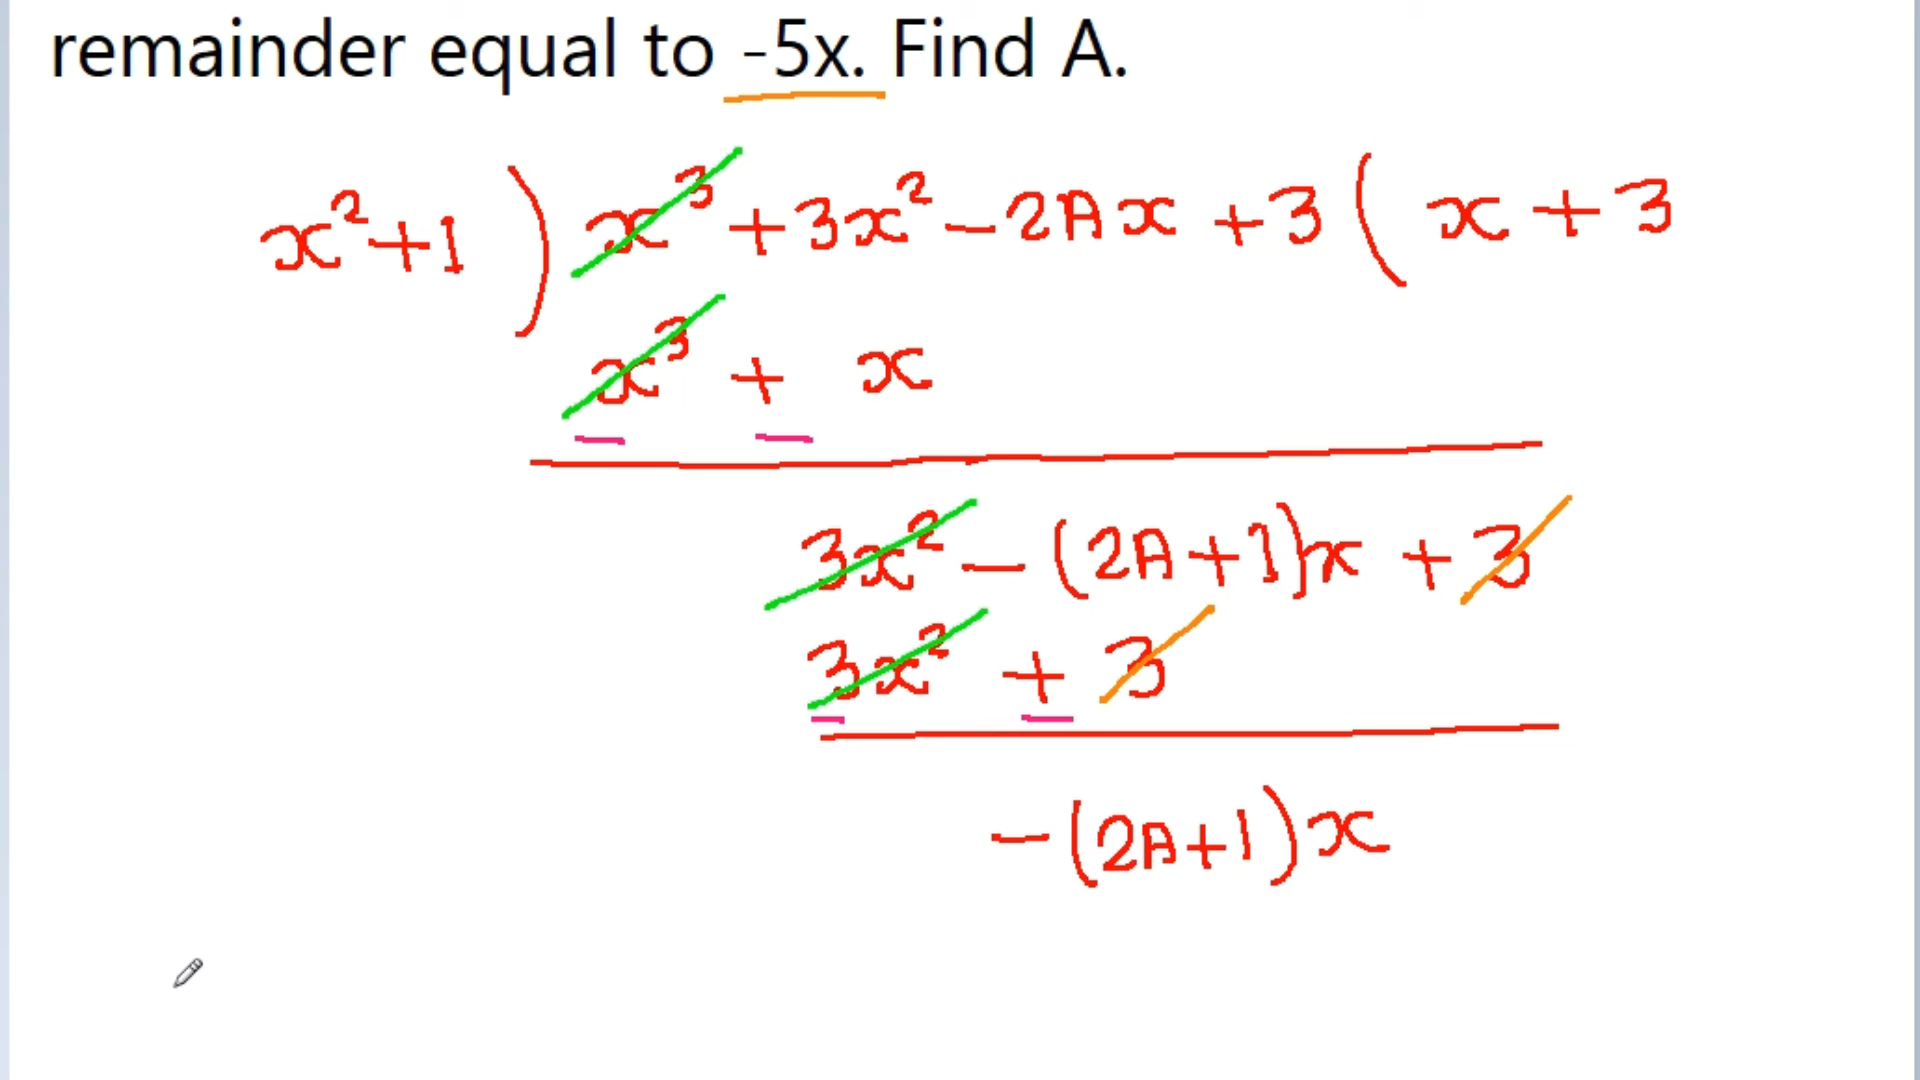 remainder equal to -5x. Find A.
x²+1 ) x³ +3x² -2Ax +3 ( x+3
x³ + x
3x² - (2A+1)x + 3
3x² + 3
-(2A+1)x